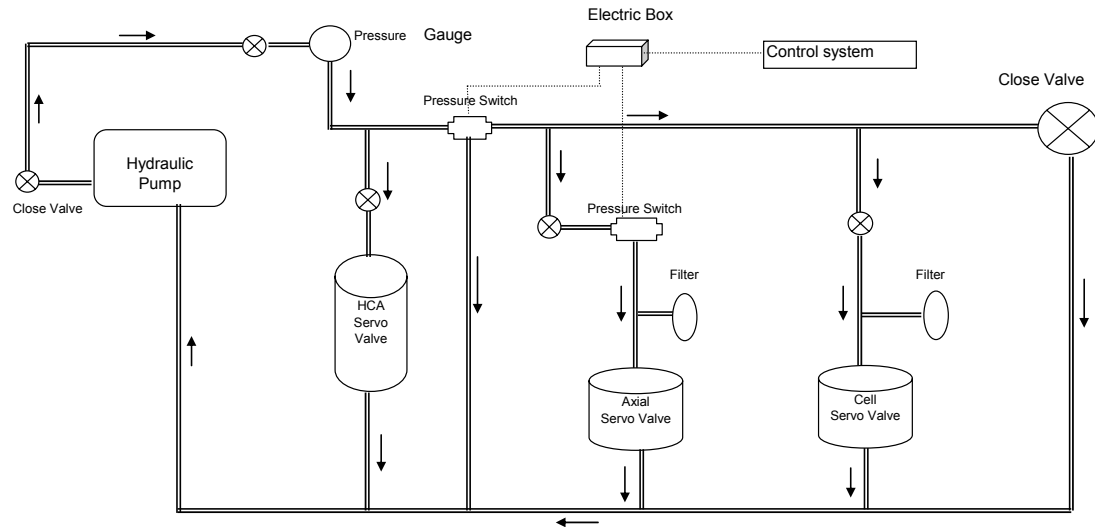 Electric Box
Pressure Gauge
Control system
Close Valve
Pressure Switch
Hydraulic
Pump
Close Valve
Pressure Switch
Filter
Filter
HCA
Servo
Valve
Axial
Servo Valve
Cell
Servo Valve